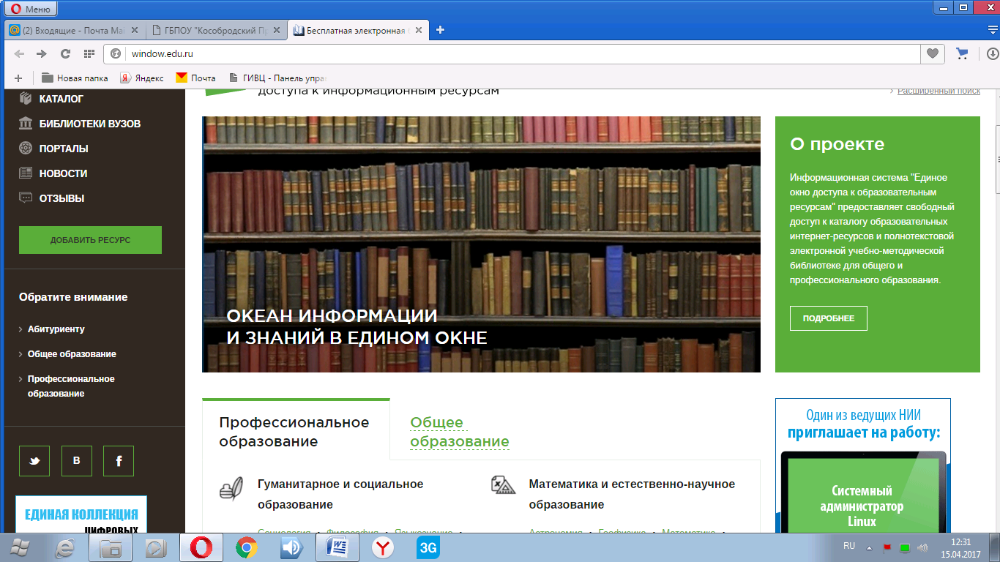 Меню
(2) Входящие - Почта Mai
ГБПОУ "Кособродский Пр
Бесплатная электронная
window.edu.ru
Новая папка
Яндекс
Почта
ГИВЦ - Панель упра
КАТАЛОГ
БИБЛИОТЕКИ ВУЗОВ
ПОРТАЛЫ
НОВОСТИ
ОТЗЫВЫ
ДОБАВИТЬ РЕСУРС
Обратите внимание
Абитуриенту
Общее образование
Профессиональное
образование
В
f
ЕДИНАЯ КОЛЛЕКЦИЯ
ЦИФРОВЫХ
доступа к информационным ресурсам
Расширенный поиск
ОКЕАН ИНФОРМАЦИИ
И ЗНАНИЙ В ЕДИНОМ ОКНЕ
О проекте
Информационная система "Единое
окно доступа к образовательным
ресурсам" предоставляет свободный
доступ к каталогу образовательных
интернет-ресурсов и полнотекстовой
электронной учебно-методической
библиотеке для общего и
профессионального образования.
ПОДРОБНЕЕ
Профессиональное
образование
Общее
образование
Гуманитарное и социальное
образование
Социология • Философия • Языкознание •
Математика и естественно-научное
образование
Астрономия • Геофизика • Математика •
Один из ведущих НИИ
приглашает на работу:
Системный
администратор
Linux
3G
RU
12:31
15.04.2017